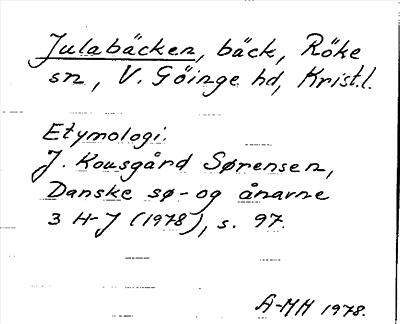 Julabäcken, bäck, Röke
sn, V. Göinge hd, Krist.l.
Etymologi:
J. Kousgård Sørensen,
Danske sø- og ånavne
3 H-J (1978), s. 97.
A-MH 1978.